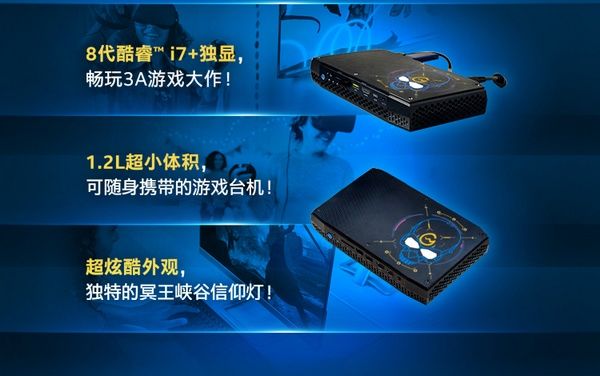 8代酷睿™ i7+独显，
畅玩3A游戏大作！
1.2L超小体积，
可随身携带的游戏台机！
超炫酷外观，
独特的冥王峡谷信仰灯！